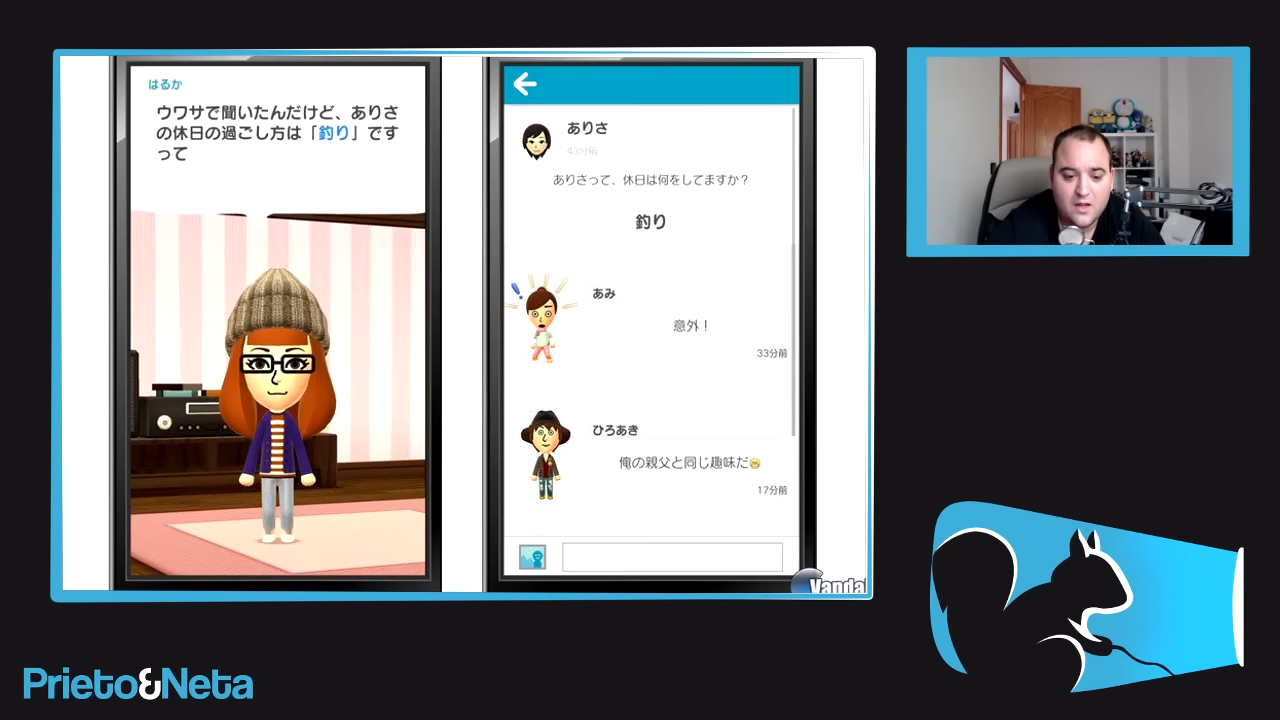 はるか
ウワサで聞いたんだけど、ありさ
の休日の過ごし方は「釣り」です
って
ありさ
43分前
ありさって、休日は何をしてますか？
釣り
あみ
意外！
33分前
ひろあき
俺の親父と同じ趣味だ
17分前
Vandal
Prieto&Neta